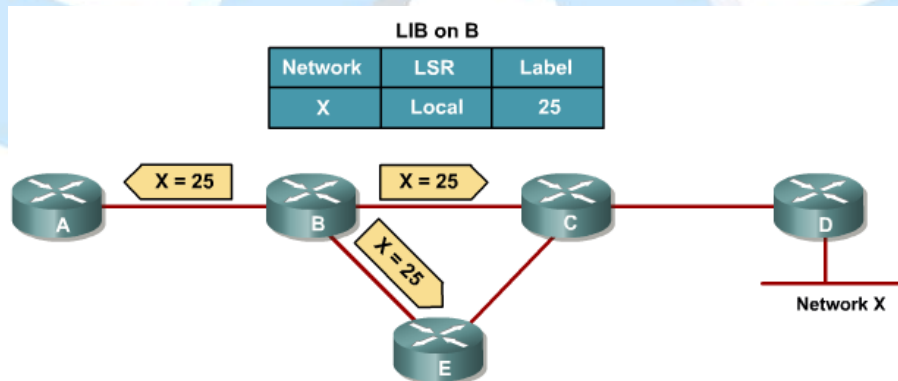 LIB on B
Network LSR Label
X Local 25
X = 25 X = 25
A B C D
X = 25
Network X
E